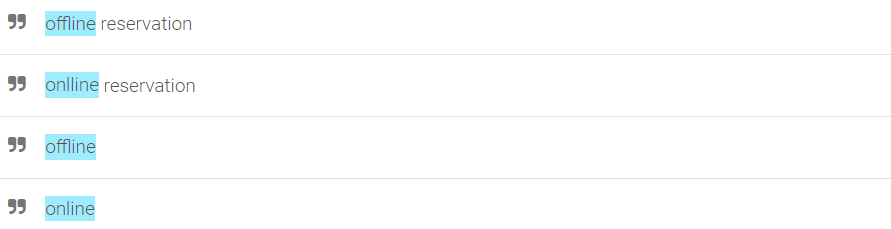 offline reservation
onlline reservation
offline
online